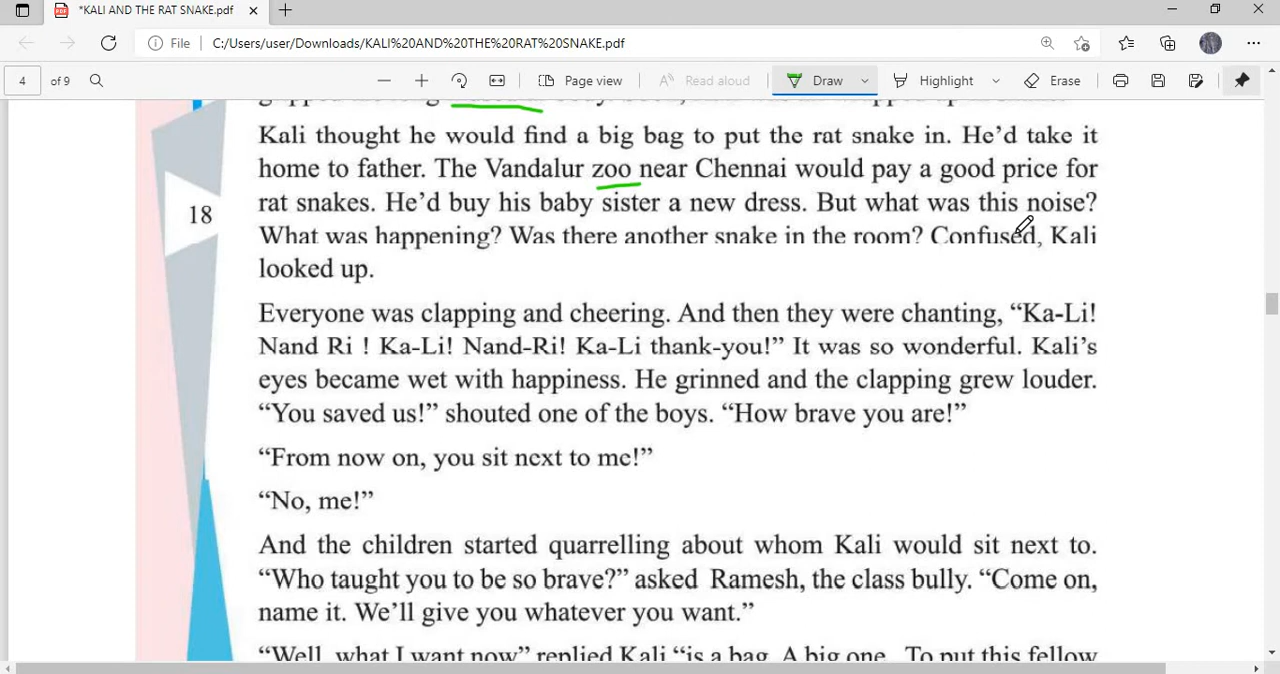 *KALI AND THE RAT SNAKE.pdf
File C:/Users/user/Downloads/KALI%20AND%20THE%20RAT%20SNAKE.pdf
4 of 9 Page view Read aloud Draw Highlight Erase
Kali thought he would find a big bag to put the rat snake in. He'd take it
home to father. The Vandalur zoo near Chennai would pay a good price for
rat snakes. He'd buy his baby sister a new dress. But what was this noise?
18
What was happening? Was there another snake in the room? Confused, Kali
looked up.
Everyone was clapping and cheering. And then they were chanting, “Ka-Li!
Nand Ri ! Ka-Li! Nand-Ri! Ka-Li thank-you!” It was so wonderful. Kali's
eyes became wet with happiness. He grinned and the clapping grew louder.
“You saved us!” shouted one of the boys. “How brave you are!”
“From now on, you sit next to me!”
“No, me!”
And the children started quarrelling about whom Kali would sit next to.
“Who taught you to be so brave?” asked Ramesh, the class bully. “Come on,
name it. We'll give you whatever you want.”
“Well, what I want now” replied Kali “is a bag. A big one. To put this fellow